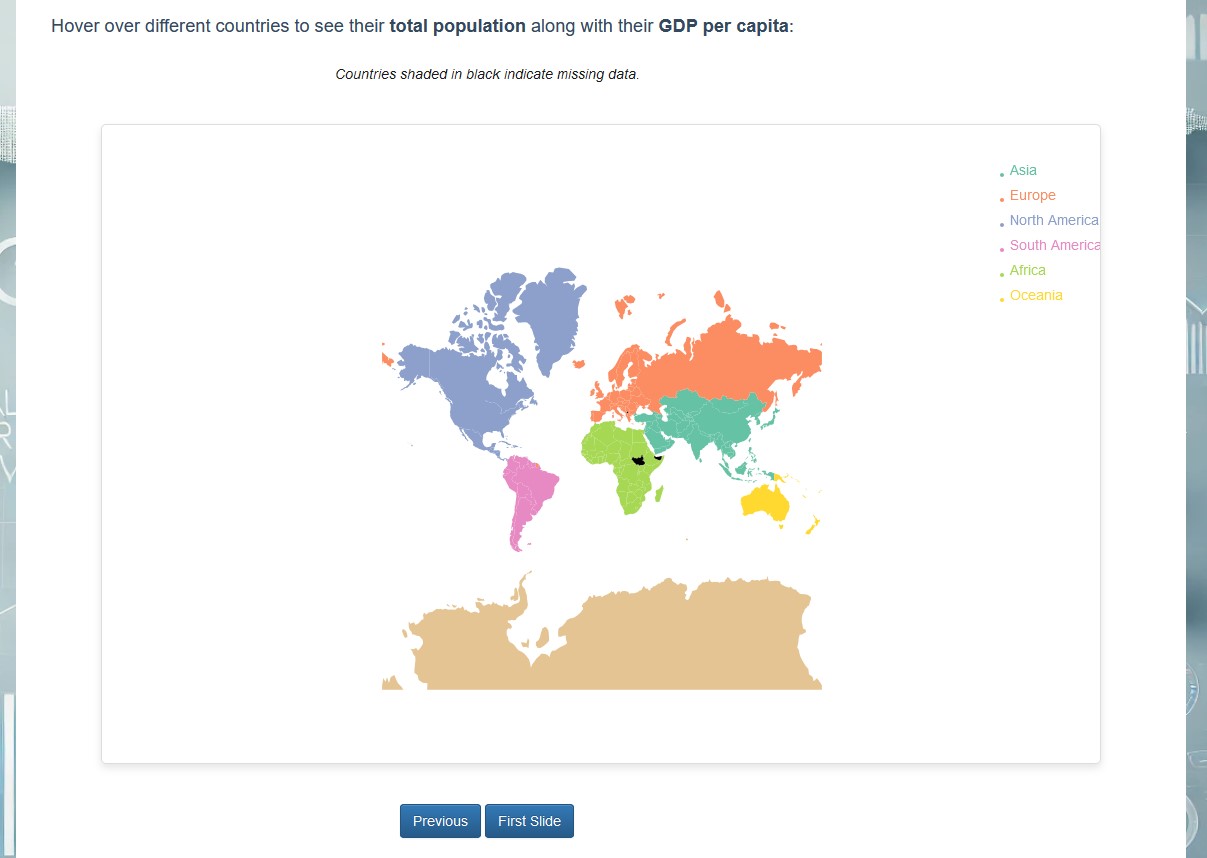 Hover over different countries to see their total population along with their GDP per capita:
Countries shaded in black indicate missing data.
Asia
Europe
North America
South America
Africa
Oceania
Previous First Slide